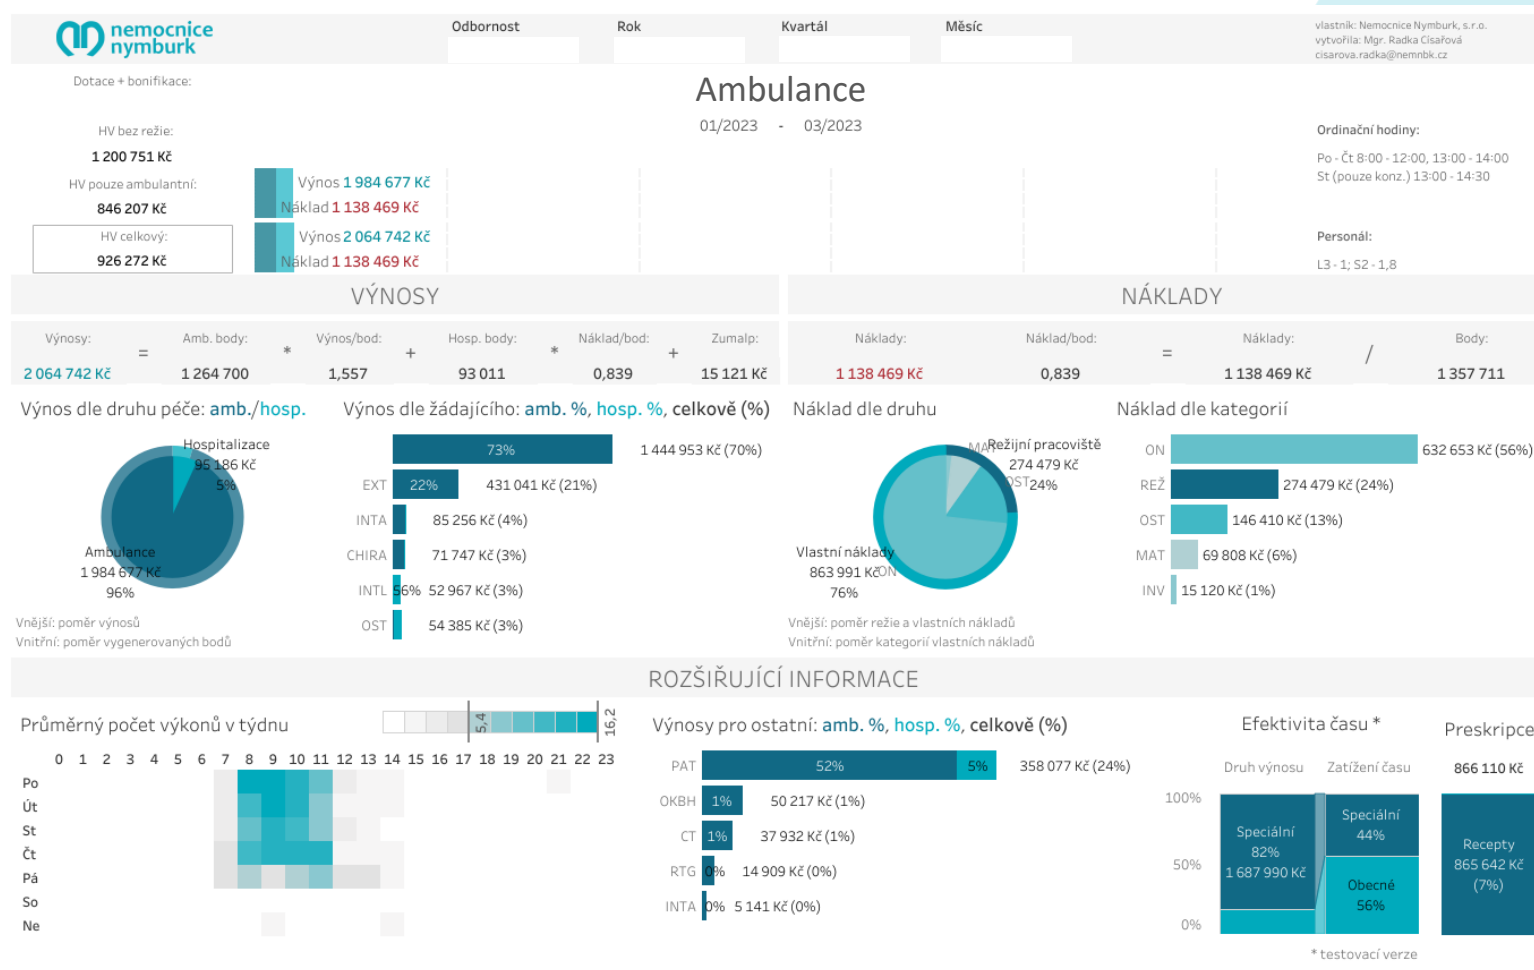 nemocnice
nymburk
Odbornost
Rok
Kvartál
Měsíc
vlastník: Nemocnice Nymburk, s.r.o.
vytvořila: Mgr. Radka Císařová
cisarova.radka@nemnbk.cz
Dotace + bonifikace:
Ambulance
01/2023 - 03/2023
HV bez režie:
1 200 751 Kč
HV pouze ambulantní:
846 207 Kč
HV celkový:
926 272 Kč
Výnos 1 984 677 Kč
Náklad 1 138 469 Kč
Výnos 2 064 742 Kč
Náklad 1 138 469 Kč
Ordinační hodiny:
Po - Čt 8:00 - 12:00, 13:00 - 14:00
St (pouze konz.) 13:00 - 14:30
Personál:
L3 - 1; S2 - 1,8
VÝNOSY
Výnosy: Amb. body: Výnos/bod: Hosp. body: Náklad/bod: Zumalp:
= * + * +
2 064 742 Kč 1 264 700 1,557 93 011 0,839 15 121 Kč
NÁKLADY
Náklady: Náklad/bod: Náklady: Body:
= /
1 138 469 Kč 0,839 1 138 469 Kč 1 357 711
Výnos dle druhu péče: amb./hosp.
Hospitalizace
95 186 Kč
5%
Ambulance
1 984 677 Kč
96%
Vnější: poměr výnosů
Vnitřní: poměr vygenerovaných bodů
Výnos dle žádajícího: amb. %, hosp. %, celkově (%)
73% 1 444 953 Kč (70%)
EXT 22% 431 041 Kč (21%)
INTA 85 256 Kč (4%)
CHIRA 71 747 Kč (3%)
INTL 56% 52 967 Kč (3%)
OST 54 385 Kč (3%)
Náklad dle druhu
MAT
Režijní pracoviště
274 479 Kč
OST
24%
Vlastní náklady
863 991 Kč
ON
76%
Vnější: poměr režie a vlastních nákladů
Vnitřní: poměr kategorií vlastních nákladů
Náklad dle kategorií
ON 632 653 Kč (56%)
REŽ 274 479 Kč (24%)
OST 146 410 Kč (13%)
MAT 69 808 Kč (6%)
INV 15 120 Kč (1%)
ROZŠIŘUJÍCÍ INFORMACE
Průměrný počet výkonů v týdnu
5,4
16,2
0 1 2 3 4 5 6 7 8 9 10 11 12 13 14 15 16 17 18 19 20 21 22 23
Po
Út
St
Čt
Pá
So
Ne
Výnosy pro ostatní: amb. %, hosp. %, celkově (%)
PAT 52% 5% 358 077 Kč (24%)
OKBH 1% 50 217 Kč (1%)
CT 1% 37 932 Kč (1%)
RTG 0% 14 909 Kč (0%)
INTA 0% 5 141 Kč (0%)
Efektivita času *
Druh výnosu Zatížení času
100%
50%
0%
Speciální
82%
1 687 990 Kč
Speciální
44%
Obecné
56%
* testovací verze
Preskripce
866 110 Kč
Recepty
865 642 Kč
(7%)